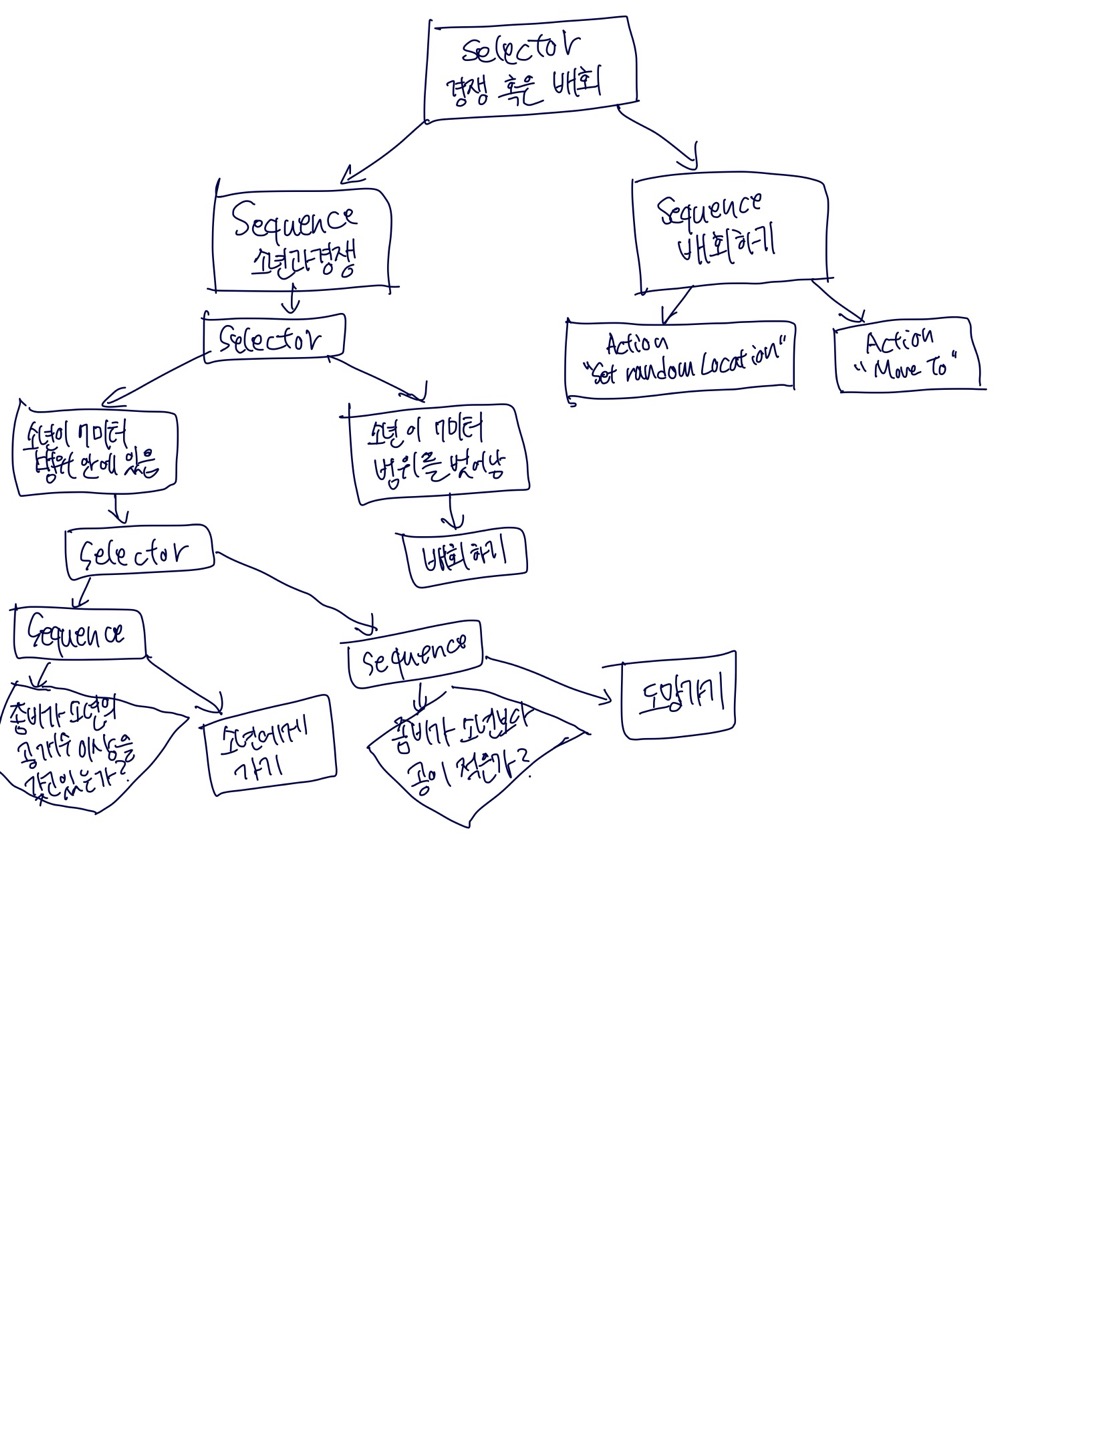 Selector
경쟁 혹은 배회
Sequence
소년과경쟁
Sequence
배회하기
Selector
Action
"Set random Location"
Action
"Move To"
소년이 7미터
범위 안에 있음
소년이 7미터
범위를 벗어남
Selector
배회하기
Sequence
Sequence
도망가기
좀비가 소년의
공개수 이상을
갖고있는가?
소년에게
가기
좀비가 소년보다
공이 적은가?